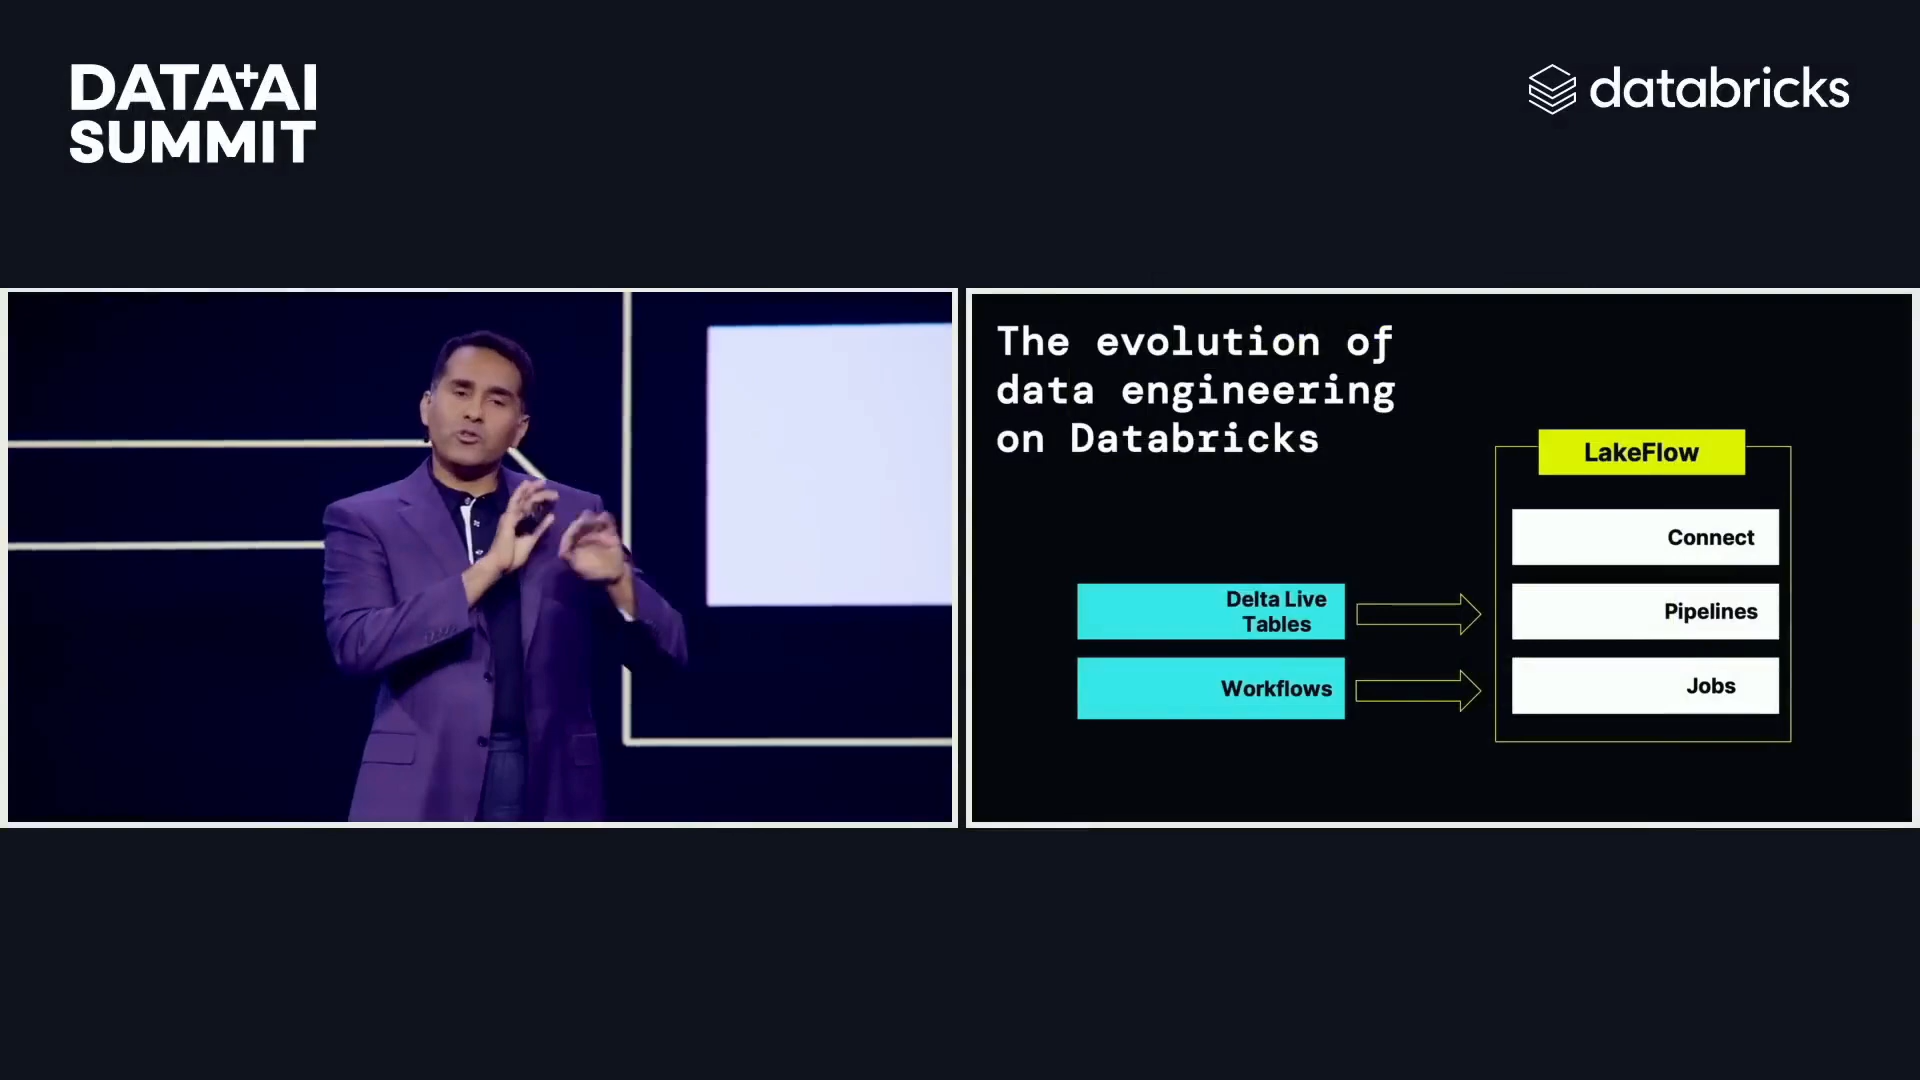 DATA+AI
SUMMIT
databricks
The evolution of
data engineering
on Databricks
LakeFlow
Connect
Delta Live
Tables
Pipelines
Workflows
Jobs